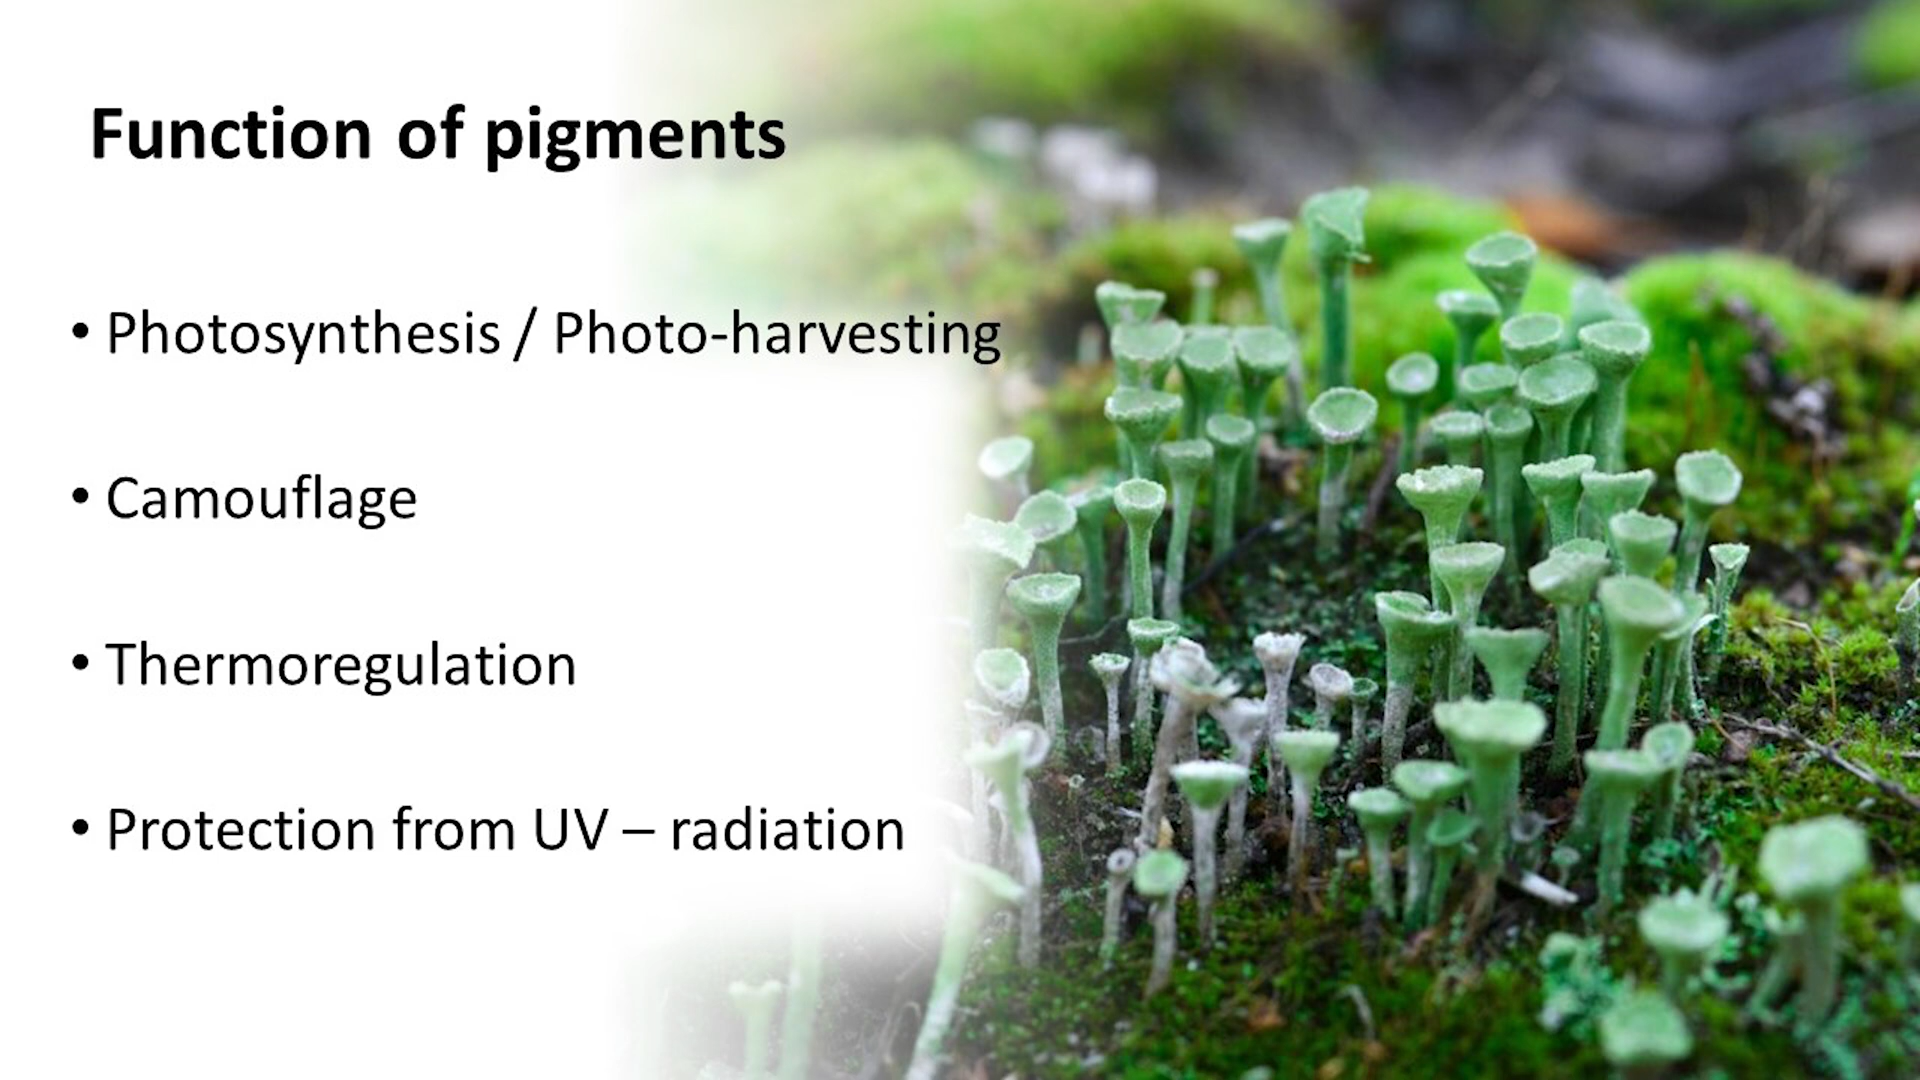 Function of pigments
• Photosynthesis / Photo-harvesting
• Camouflage
• Thermoregulation
• Protection from UV – radiation